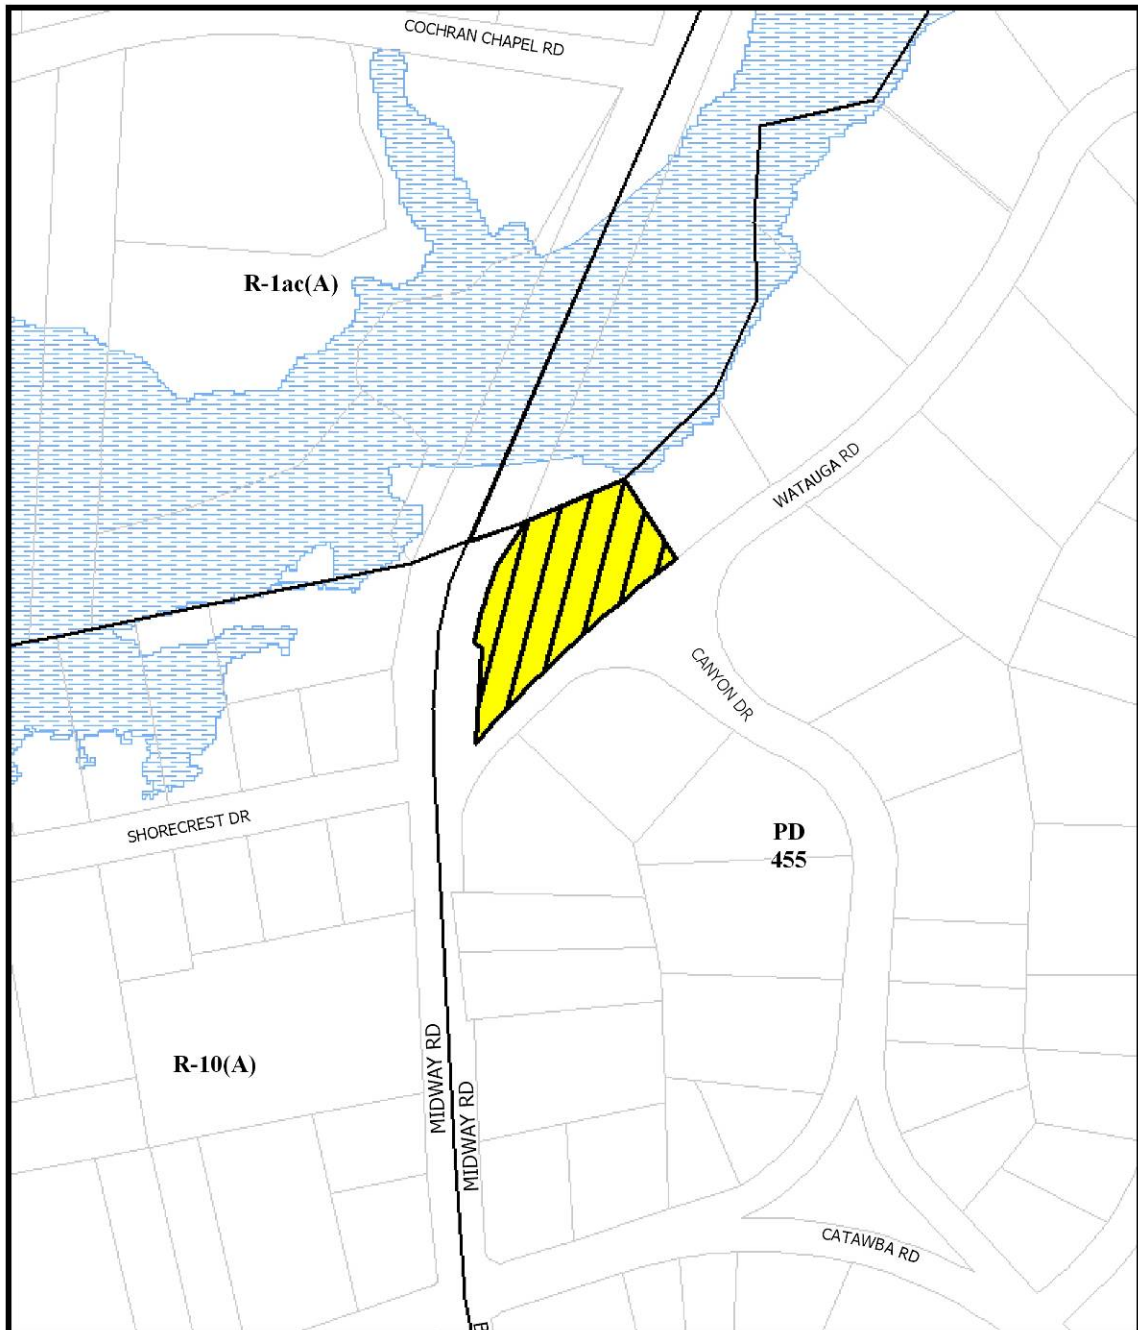 COCHRAN CHAPEL RD
R-1ac(A)
WATAUGA RD
CANYON DR
SHORECREST DR
PD
455
R-10(A)
MIDWAY RD
MIDWAY RD
CATAWBA RD